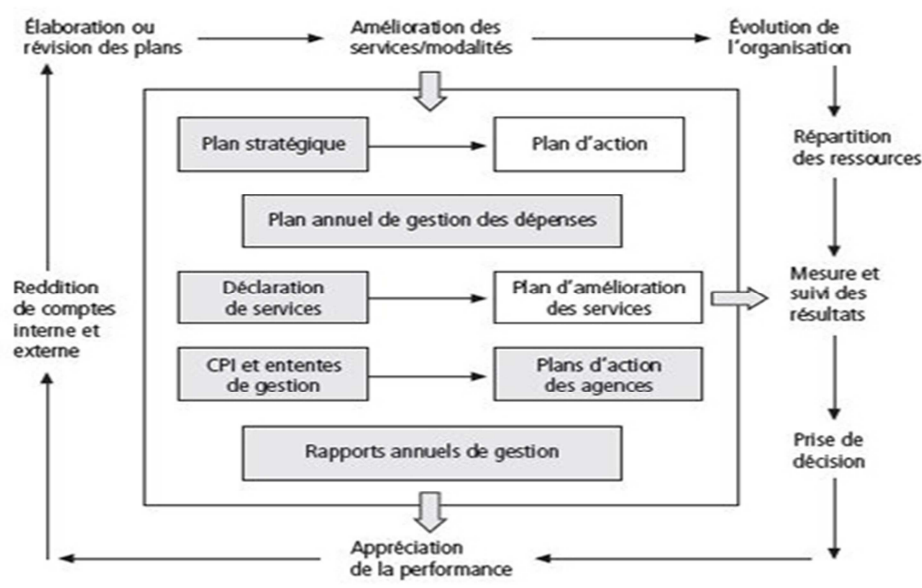 Élaboration ou
révision des plans
Amélioration des
services/modalités
Évolution de
l'organisation
Répartition
des ressources
Plan stratégique
Plan d'action
Plan annuel de gestion des dépenses
Reddition
de comptes
interne et
externe
Déclaration
de services
Plan d'amélioration
des services
Mesure et
suivi des
résultats
CPI et ententes
de gestion
Plans d'action
des agences
Rapports annuels de gestion
Prise de
décision
Appréciation
de la performance